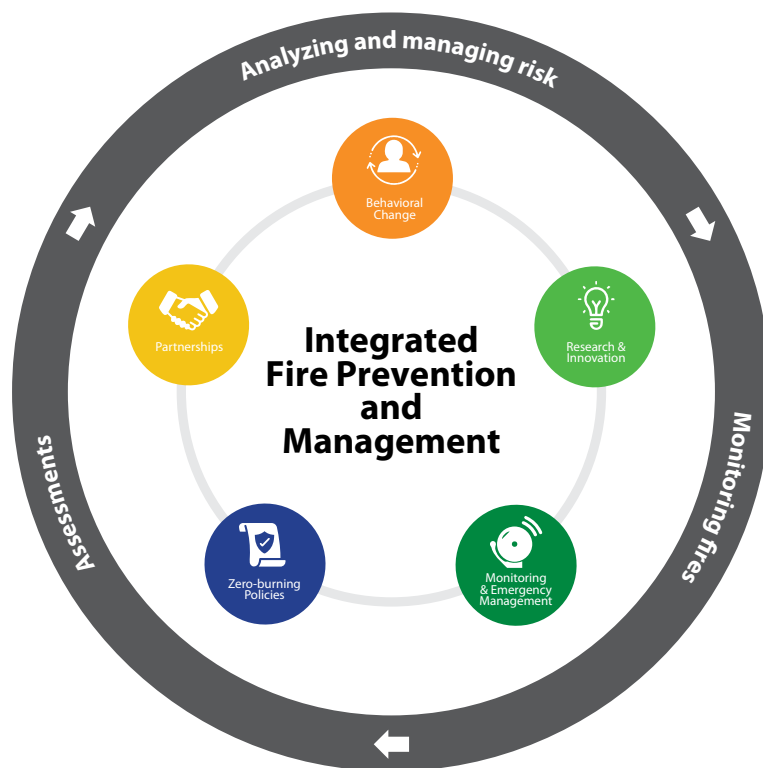 Analyzing and managing risk
Behavioral
Change
Partnerships
Research &
Innovation
Integrated
Fire Prevention
and
Management
Assessments
Monitoring fires
Zero-burning
Policies
Monitoring
& Emergency
Management